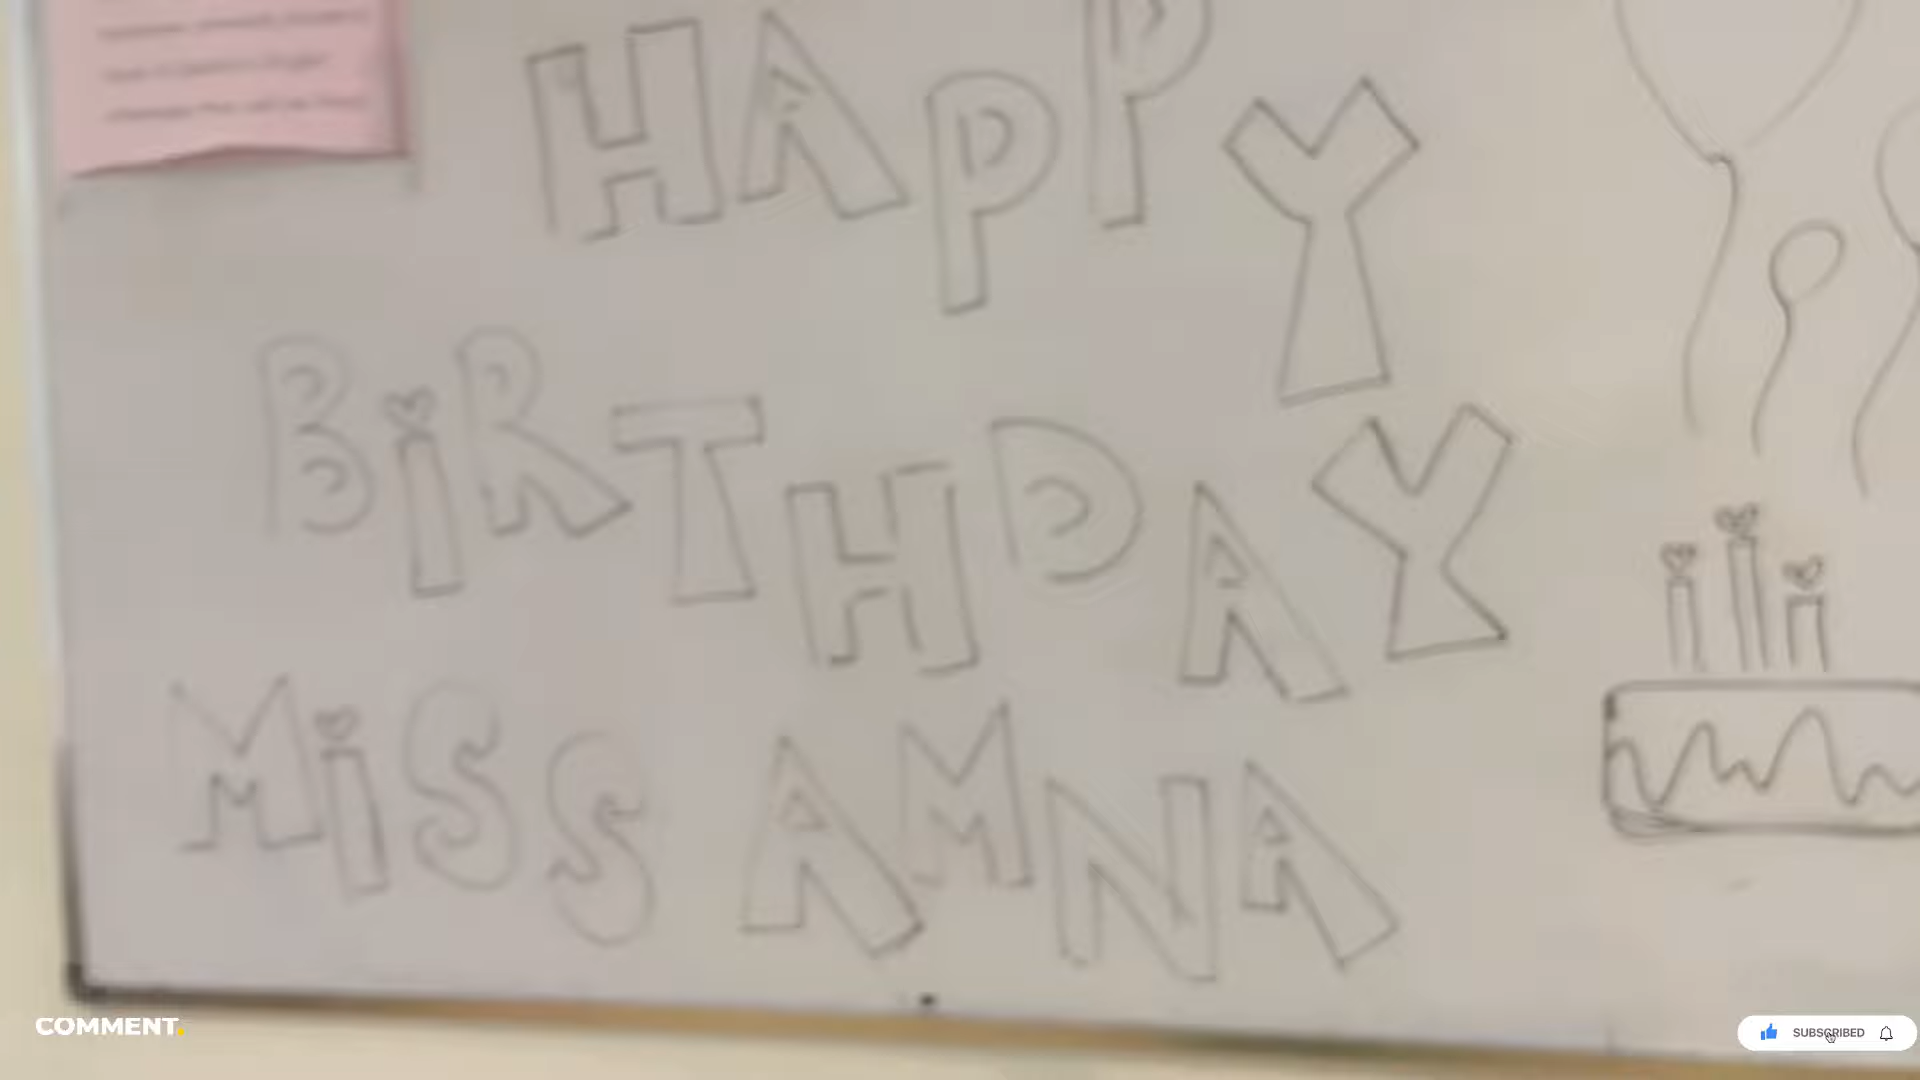 HAPPY
BiRTHDAY
MiSS AMNA
COMMENT.
SUBSCRIBED